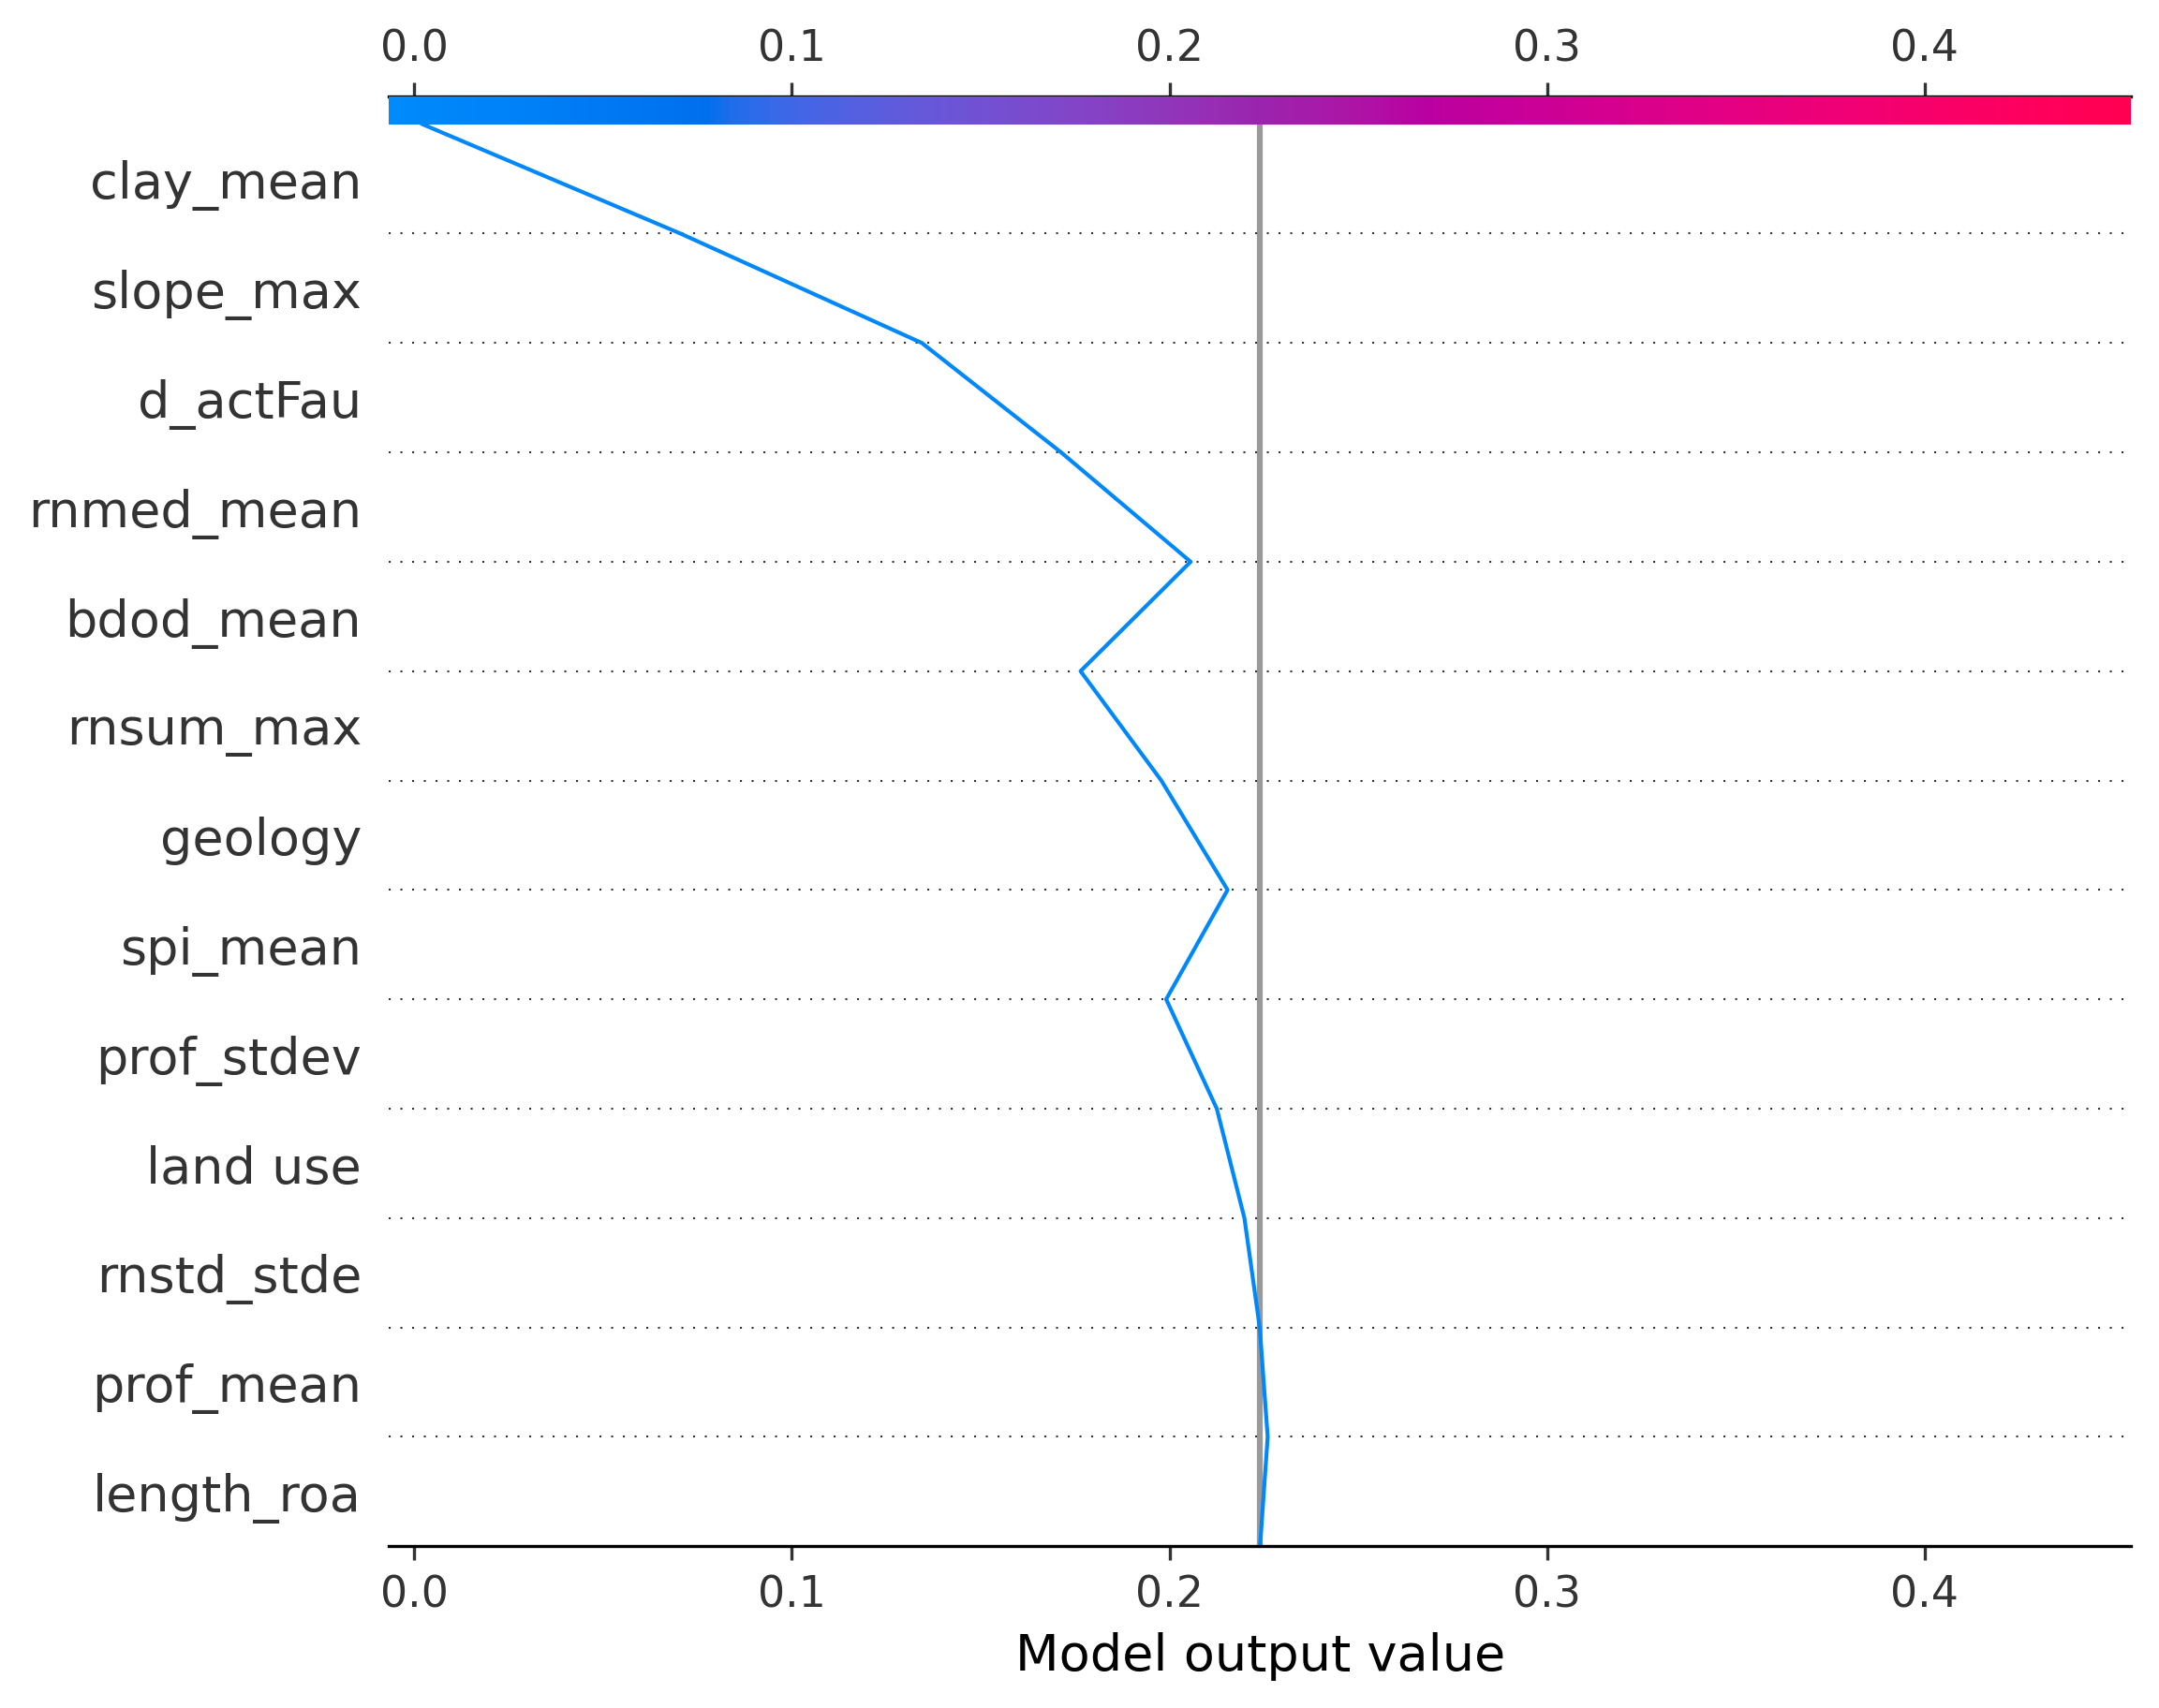 0.0 0.1 0.2 0.3 0.4
clay_mean
slope_max
d_actFau
rnmed_mean
bdod_mean
rnsum_max
geology
spi_mean
prof_stdev
land use
rnstd_stde
prof_mean
length_roa
0.0 0.1 0.2 0.3 0.4
Model output value